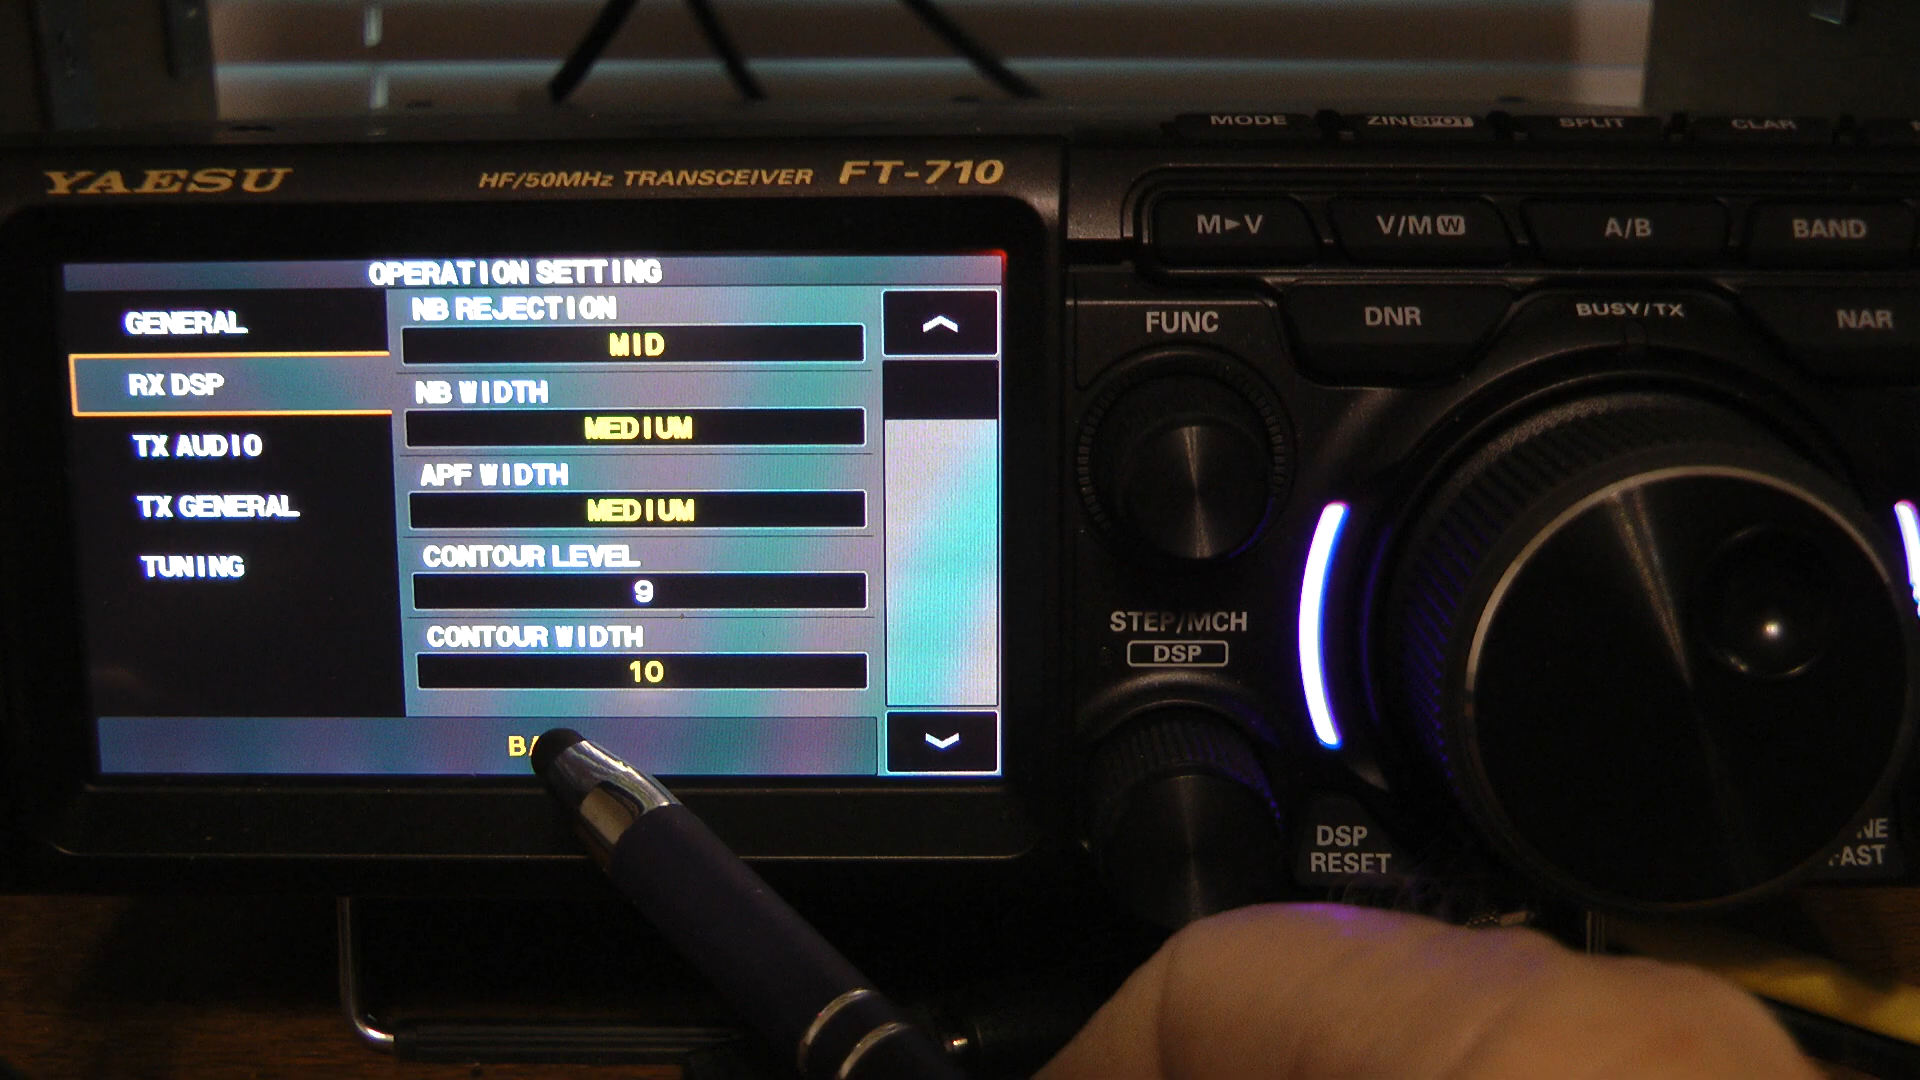 MODE ZIN SPOT SPLIT CLAR
YAESU HF/50MHz TRANSCEIVER FT-710
M►V V/M W A/B BAND
OPERATION SETTING
GENERAL
RX DSP
TX AUDIO
TX GENERAL
TUNING
NB REJECTION
MID
NB WIDTH
MEDIUM
APF WIDTH
MEDIUM
CONTOUR LEVEL
9
CONTOUR WIDTH
10
FUNC
DNR
BUSY/TX
NAR
STEP/MCH
DSP
DSP
RESET